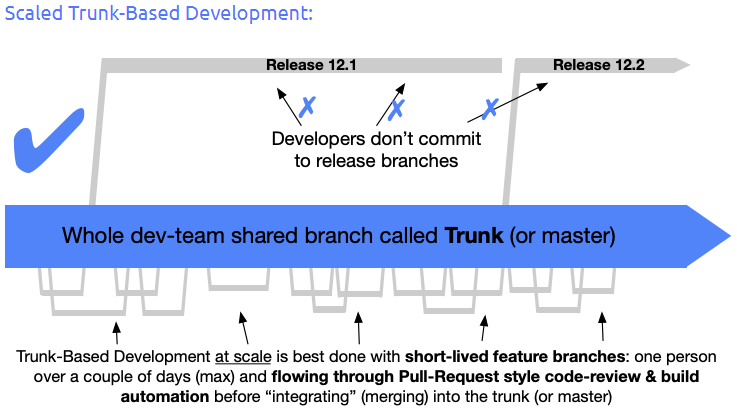 Scaled Trunk-Based Development:
Release 12.1
Release 12.2
Developers don’t commit
to release branches
Whole dev-team shared branch called Trunk (or master)
Trunk-Based Development at scale is best done with short-lived feature branches: one person
over a couple of days (max) and flowing through Pull-Request style code-review & build
automation before “integrating” (merging) into the trunk (or master)